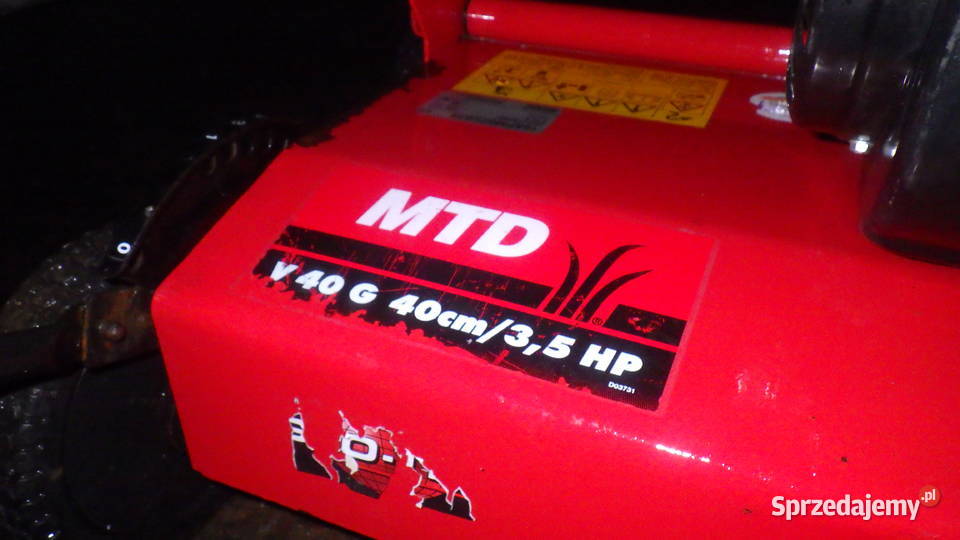 MTD
V 40 G 40cm/3,5 HP
®
D03731
Sprzedajemy.pl